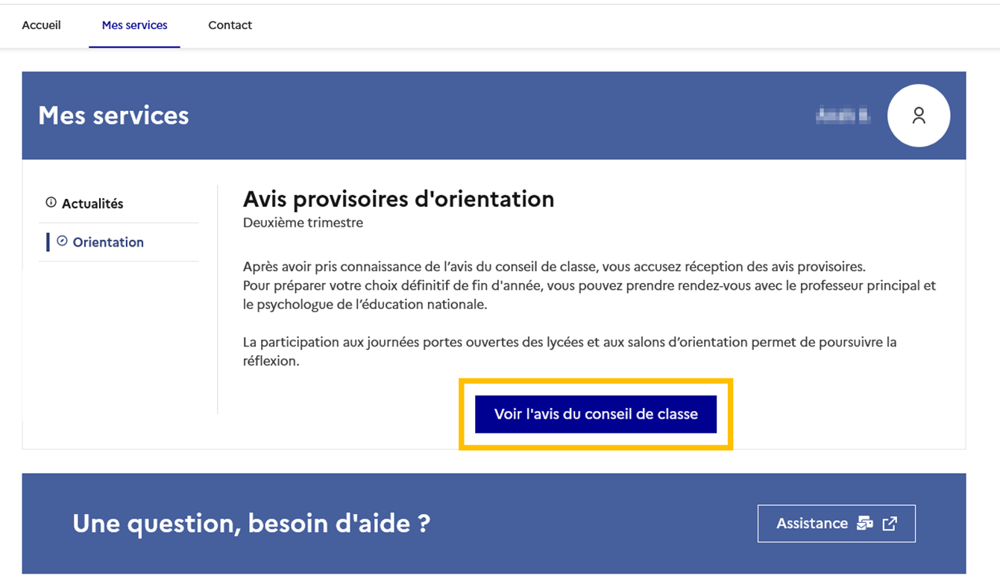 Accueil
Mes services
Contact
Mes services
Actualités
Orientation
Avis provisoires d'orientation
Deuxième trimestre
Après avoir pris connaissance de l’avis du conseil de classe, vous accusez réception des avis provisoires.
Pour préparer votre choix définitif de fin d'année, vous pouvez prendre rendez-vous avec le professeur principal et
le psychologue de l’éducation nationale.
La participation aux journées portes ouvertes des lycées et aux salons d’orientation permet de poursuivre la
réflexion.
Voir l'avis du conseil de classe
Une question, besoin d'aide ?
Assistance